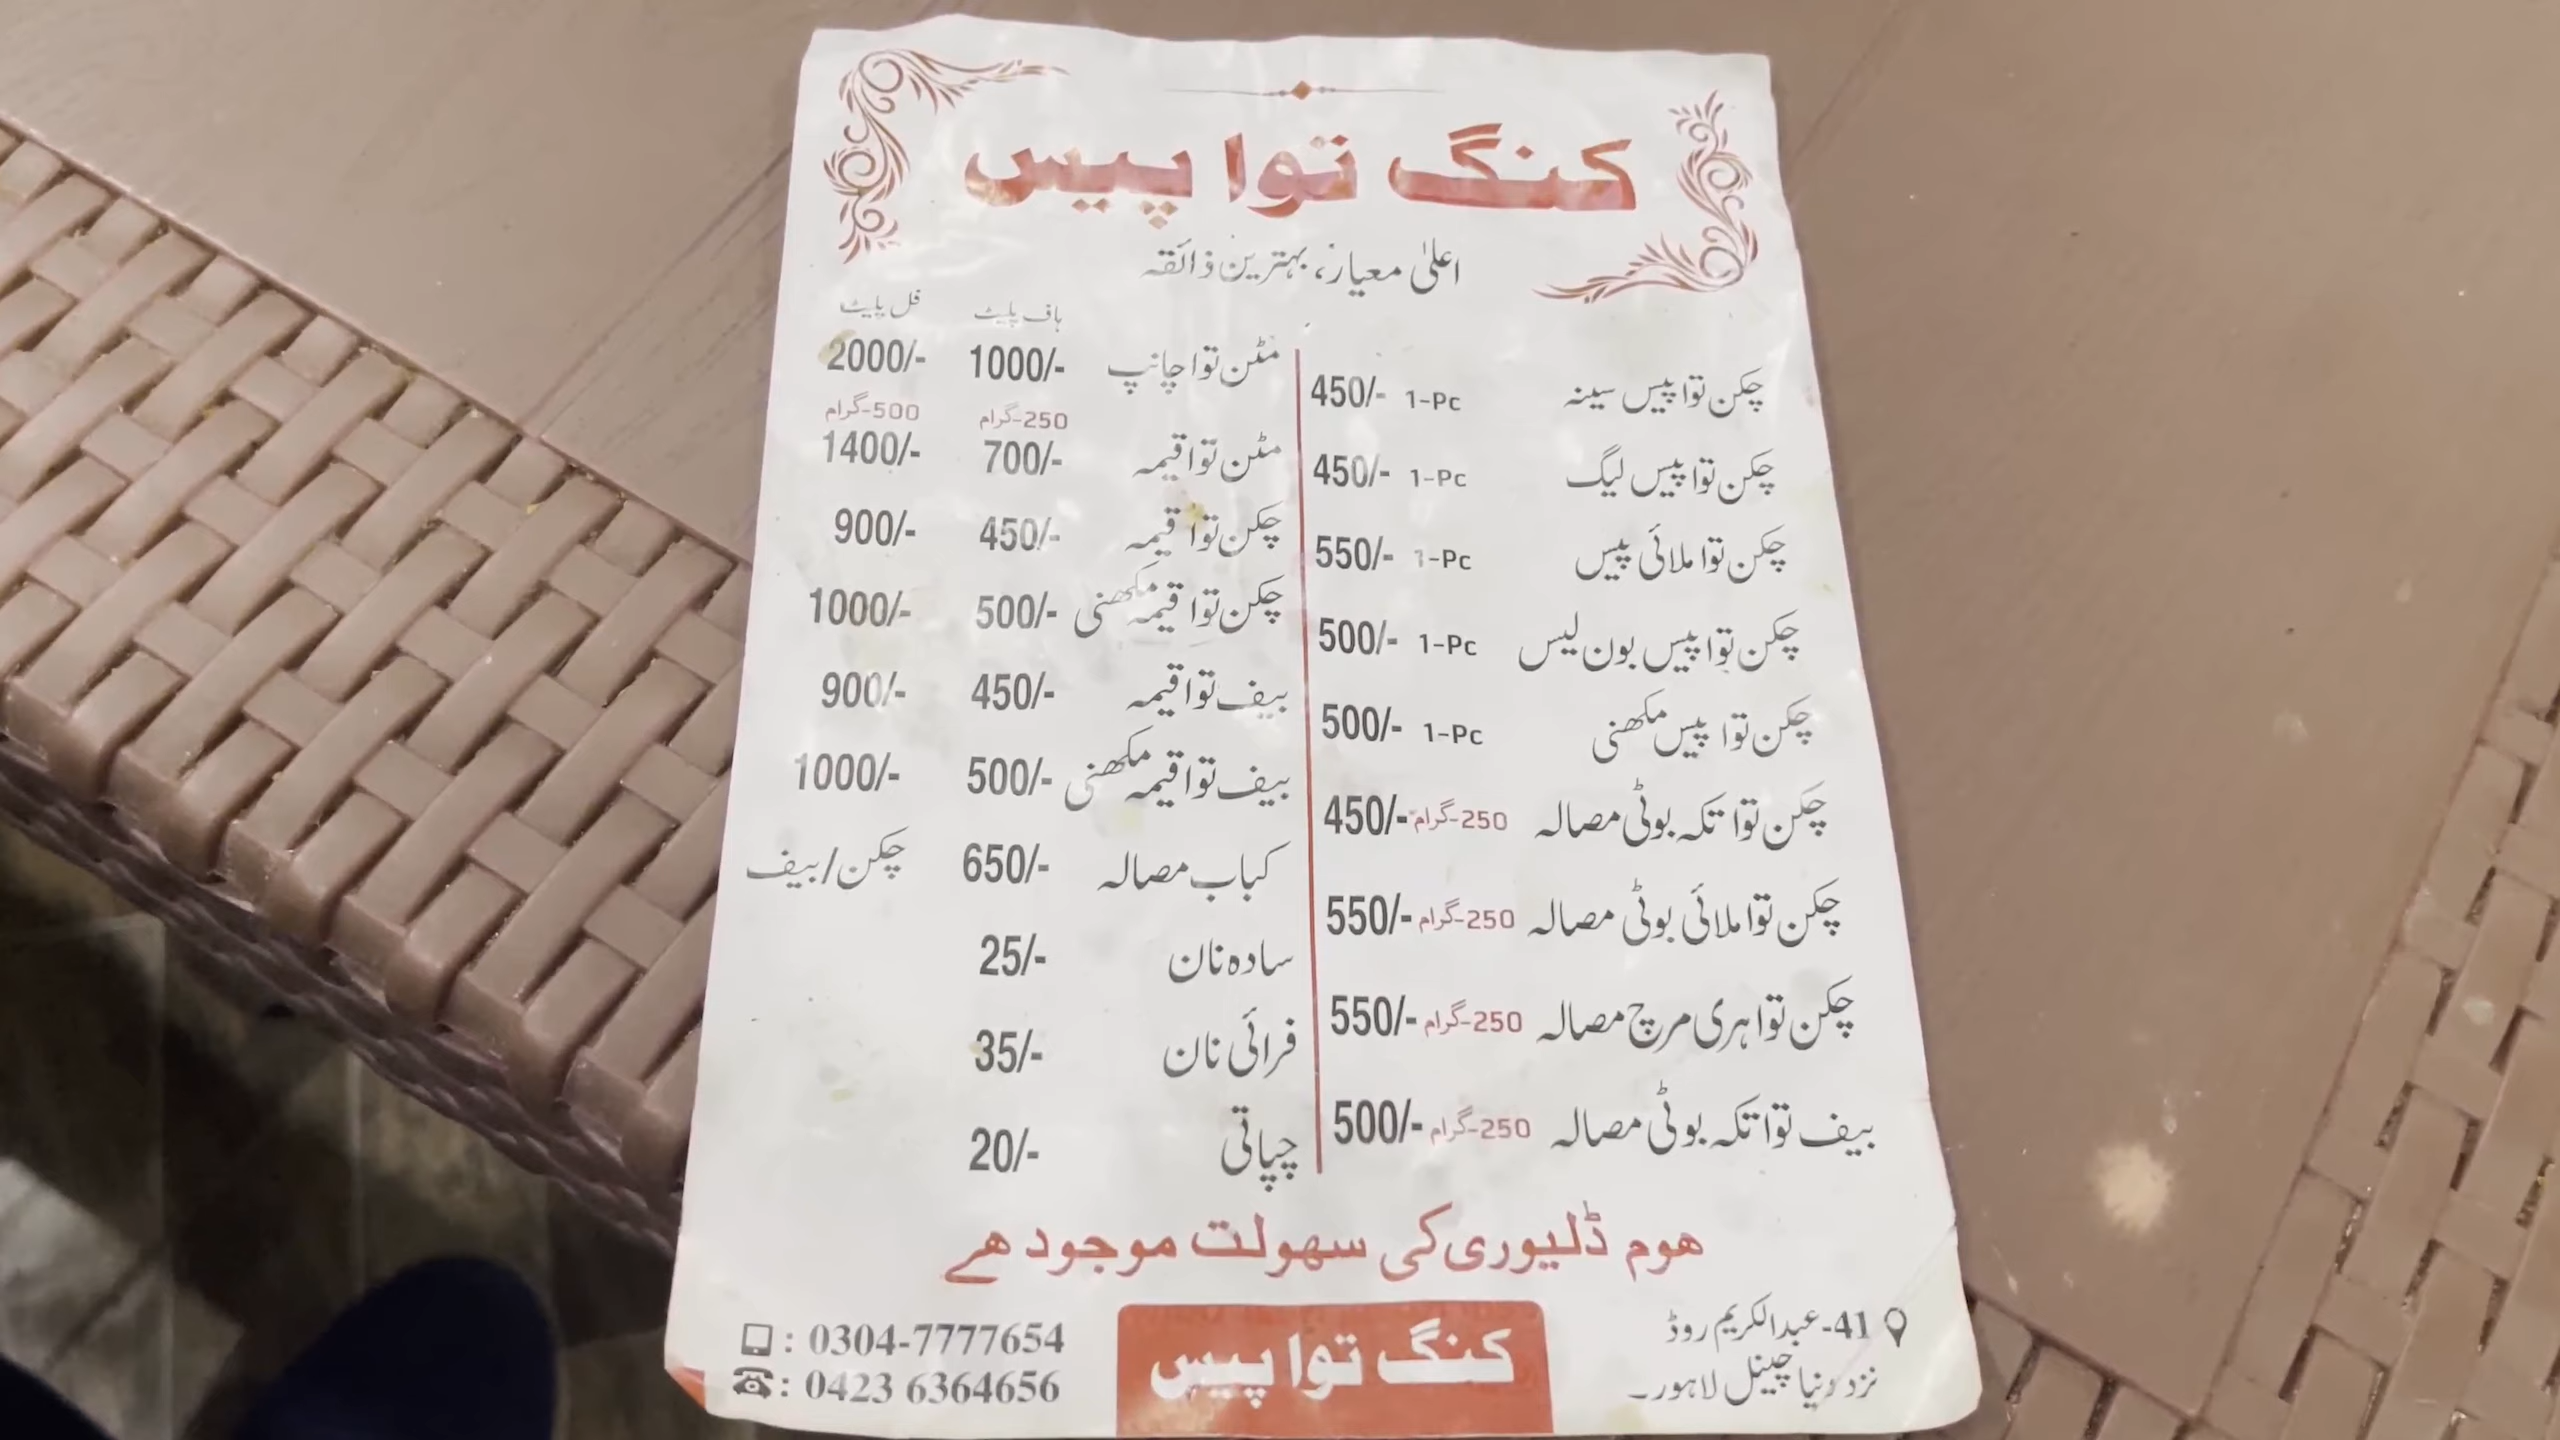 کنگ توا پیس
اعلیٰ معیار، بہترین ذائقہ
چکن توا پیس سینہ 1-Pc 450/-
چکن توا پیس لیگ 1-Pc 450/-
چکن توا ملائی پیس 1-Pc 550/-
چکن توا پیس بون لیس 1-Pc 500/-
چکن توا پیس مکھنی 1-Pc 500/-
چکن توا تکہ بوٹی مصالہ 250-گرام 450/-
چکن توا ملائی بوٹی مصالہ 250-گرام 550/-
چکن توا ہری مرچ مصالہ 250-گرام 550/-
بیف توا تکہ بوٹی مصالہ 250-گرام 500/-
ہاف پلیٹ فل پلیٹ
مٹن توا چانپ 1000/- 2000/-
250-گرام 500-گرام
مٹن توا قیمہ 700/- 1400/-
چکن توا قیمہ 450/- 900/-
چکن توا قیمہ مکھنی 500/- 1000/-
بیف توا قیمہ 450/- 900/-
بیف توا قیمہ مکھنی 500/- 1000/-
کباب مصالہ 650/- چکن/بیف
سادہ نان 25/-
فرائی نان 35/-
چپاتی 20/-
ھوم ڈلیوری کی سھولت موجود ھے
41-عبدالکریم روڈ
نزد دنیا چینل لاہور۔
کنگ توا پیس
: 0304-7777654
: 0423 6364656